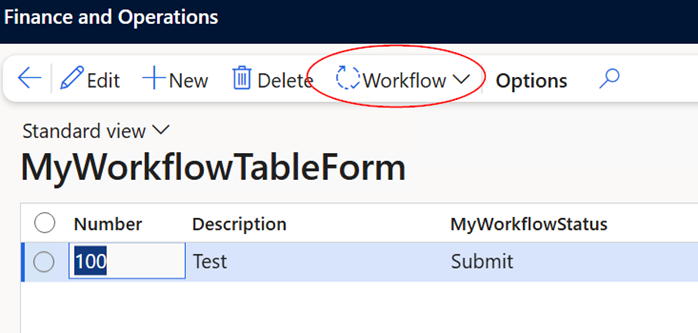 Finance and Operations
Edit New Delete Workflow Options
Standard view
MyWorkflowTableForm
Number Description MyWorkflowStatus
100 Test Submit